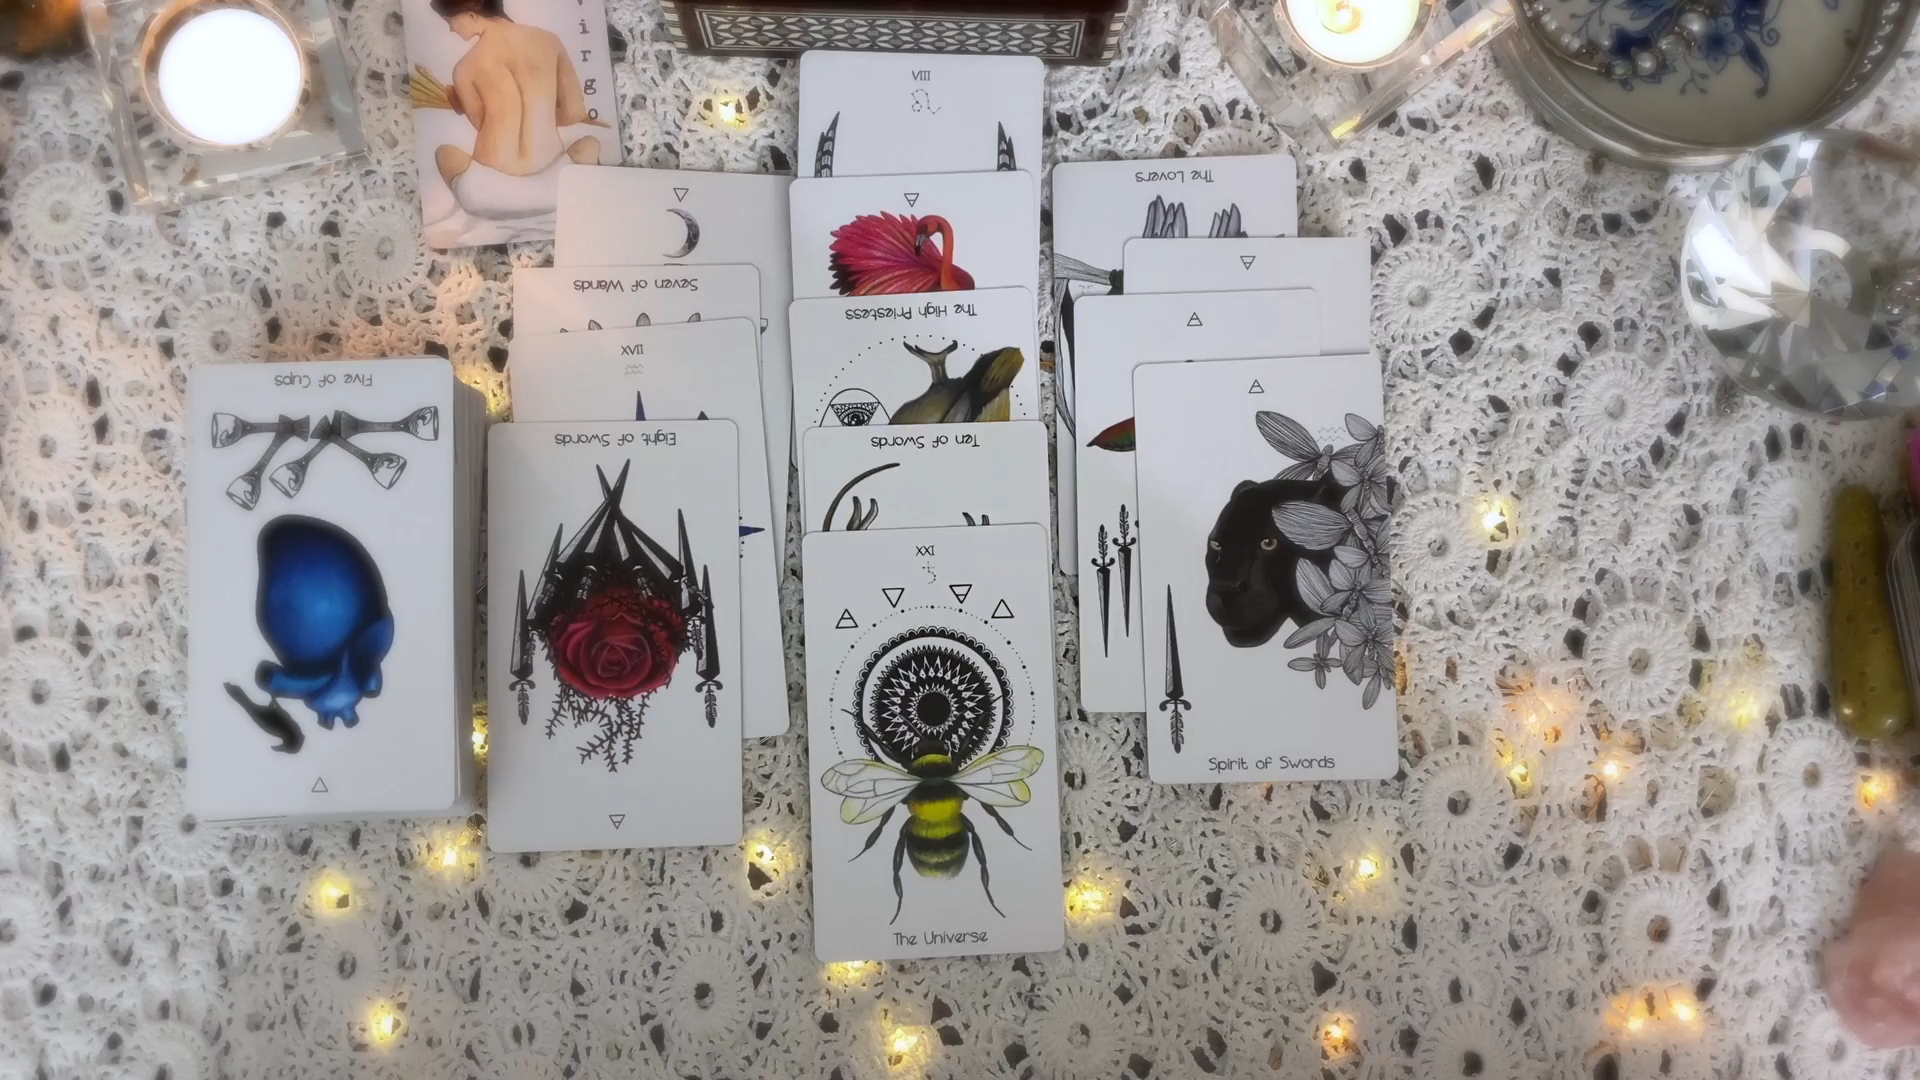 Virgo
VIII
The Lovers
Seven of Wands
The High Priestess
XVII
Five of Cups
Eight of Swords
Ten of Swords
XXI
Spirit of Swords
The Universe